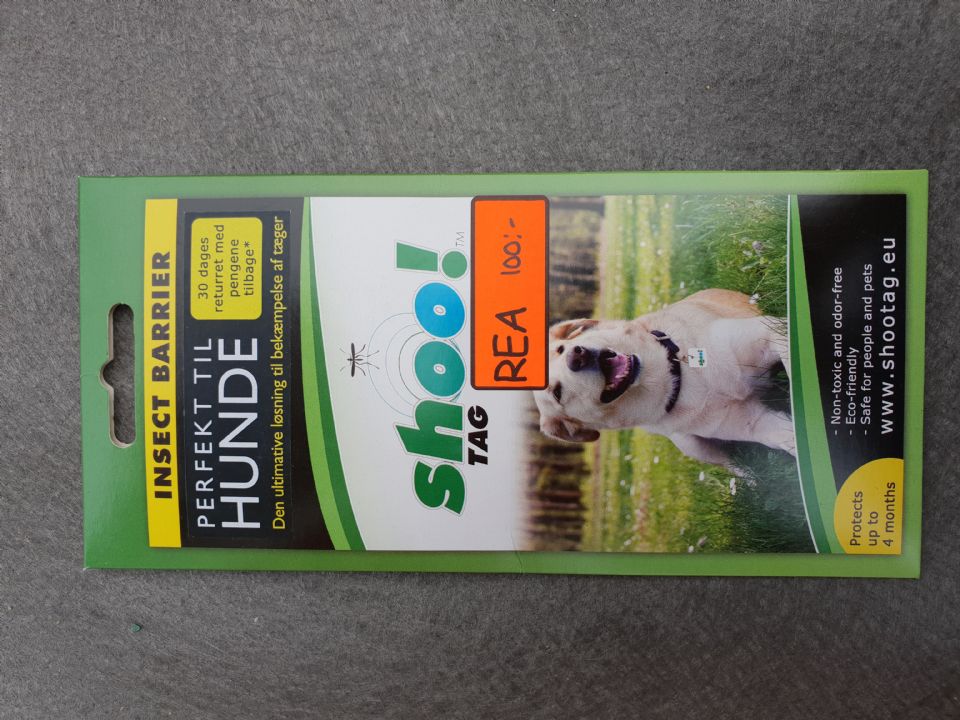 INSECT BARRIER
PERFEKT TIL
HUNDE
30 dages
returret med
pengene
tilbage*
Den ultimative løsning til bekæmpelse af tæger
shoo!™
TAG
REA 100:-
shoo!
- Non-toxic and odor-free
- Eco-friendly
- Safe for people and pets
www.shootag.eu
Protects
up to
4 months